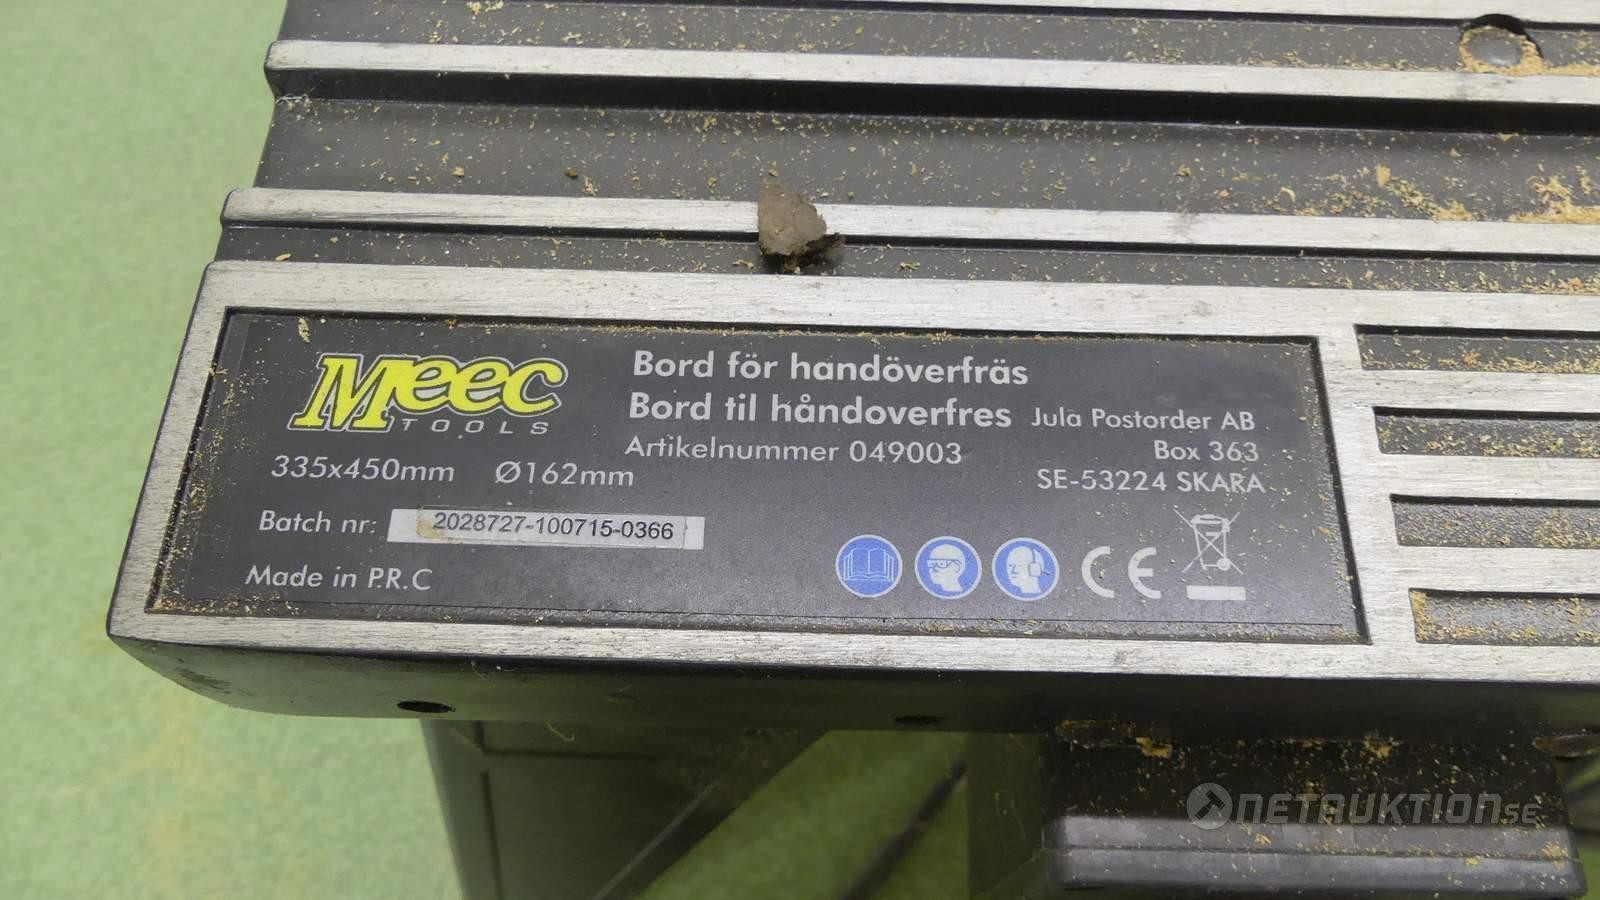 Meec
TOOLS
335x450mm Ø162mm
Batch nr: 2028727-100715-0366
Made in P.R.C
Bord för handöverfräs
Bord til håndoverfres
Artikelnummer 049003
Jula Postorder AB
Box 363
SE-53224 SKARA
CE
NETAUKTION.SE